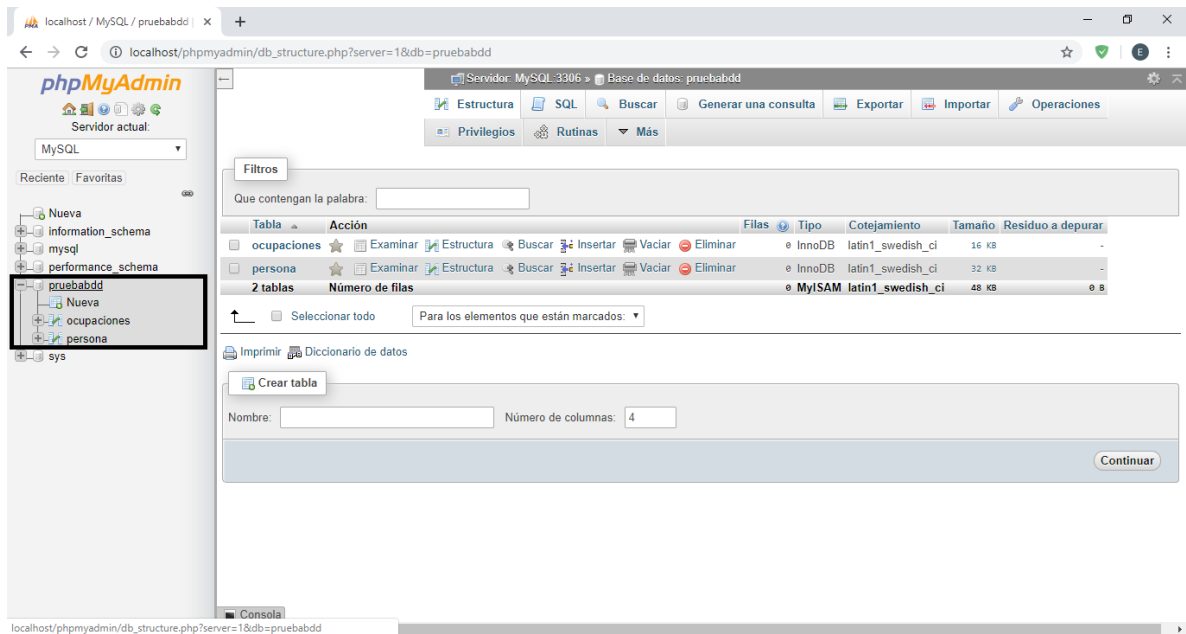 localhost / MySQL / pruebabdd |
localhost/phpmyadmin/db_structure.php?server=1&db=pruebabdd
E
phpMyAdmin
Servidor actual:
MySQL
Reciente Favoritas
Nueva
information_schema
mysql
performance_schema
pruebabdd
Nueva
ocupaciones
persona
sys
Servidor: MySQL:3306 » Base de datos: pruebabdd
Estructura SQL Buscar Generar una consulta Exportar Importar Operaciones
Privilegios Rutinas Más
Filtros
Que contengan la palabra:
Tabla Acción Filas Tipo Cotejamiento Tamaño Residuo a depurar
ocupaciones Examinar Estructura Buscar Insertar Vaciar Eliminar 0 InnoDB latin1_swedish_ci 16 KB -
persona Examinar Estructura Buscar Insertar Vaciar Eliminar 0 InnoDB latin1_swedish_ci 32 KB -
2 tablas Número de filas 0 MyISAM latin1_swedish_ci 48 KB 0 B
Seleccionar todo Para los elementos que están marcados:
Imprimir Diccionario de datos
Crear tabla
Nombre: Número de columnas: 4
Continuar
Consola
localhost/phpmyadmin/db_structure.php?server=1&db=pruebabdd